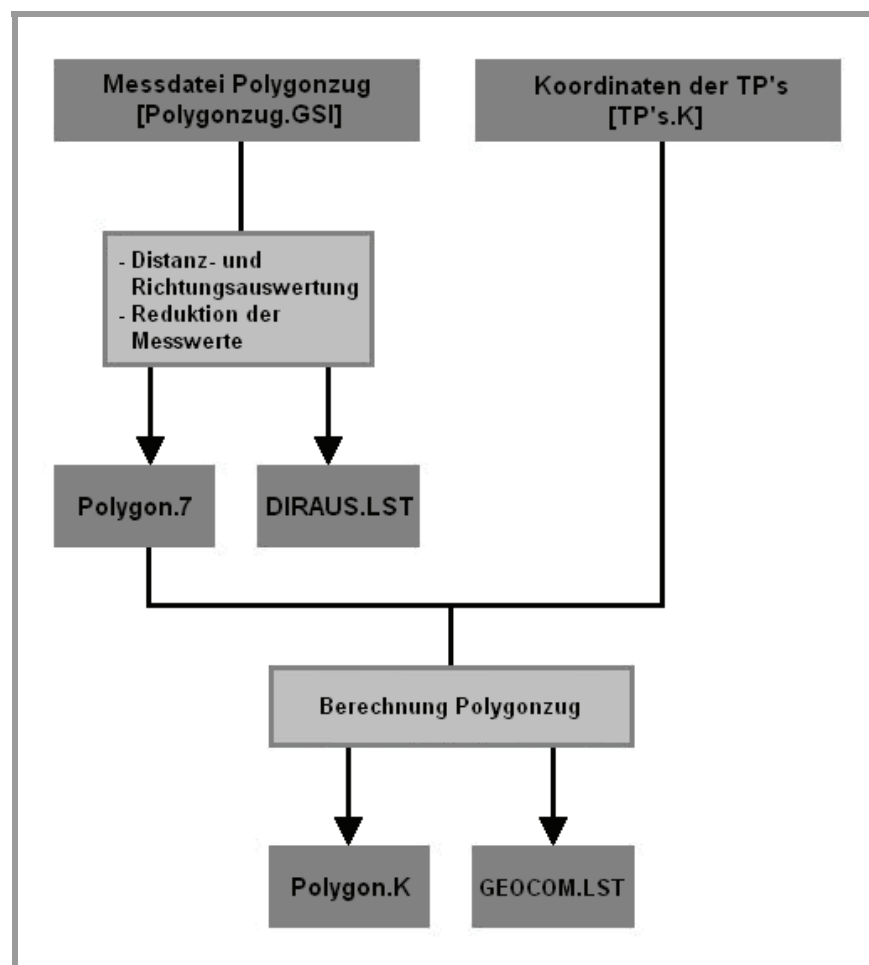 Messdatei Polygonzug
[Polygonzug.GSI]
Koordinaten der TP's
[TP's.K]
- Distanz- und
Richtungsauswertung
- Reduktion der
Messwerte
Polygon.7
DIRAUS.LST
Berechnung Polygonzug
Polygon.K
GEOCOM.LST